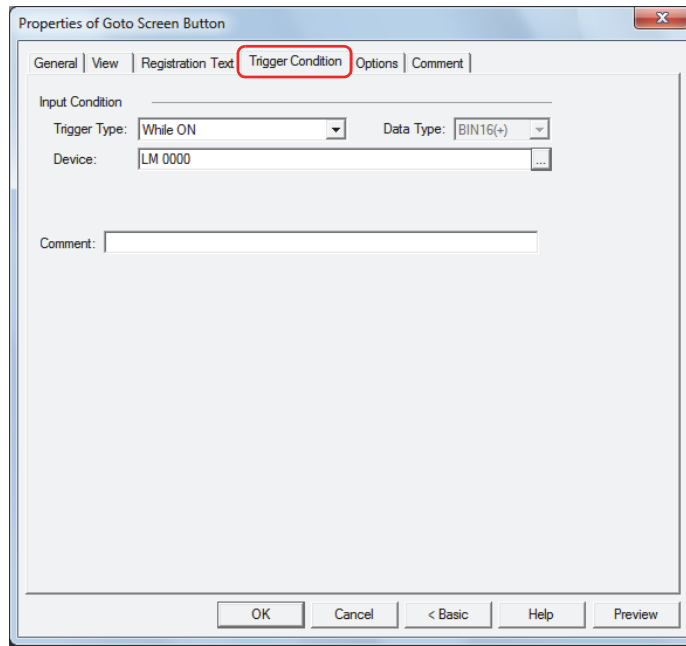 Properties of Goto Screen Button
General View Registration Text Trigger Condition Options Comment
Input Condition
Trigger Type: While ON Data Type: BIN16(+)
Device: LM 0000 ...
Comment:
OK Cancel < Basic Help Preview